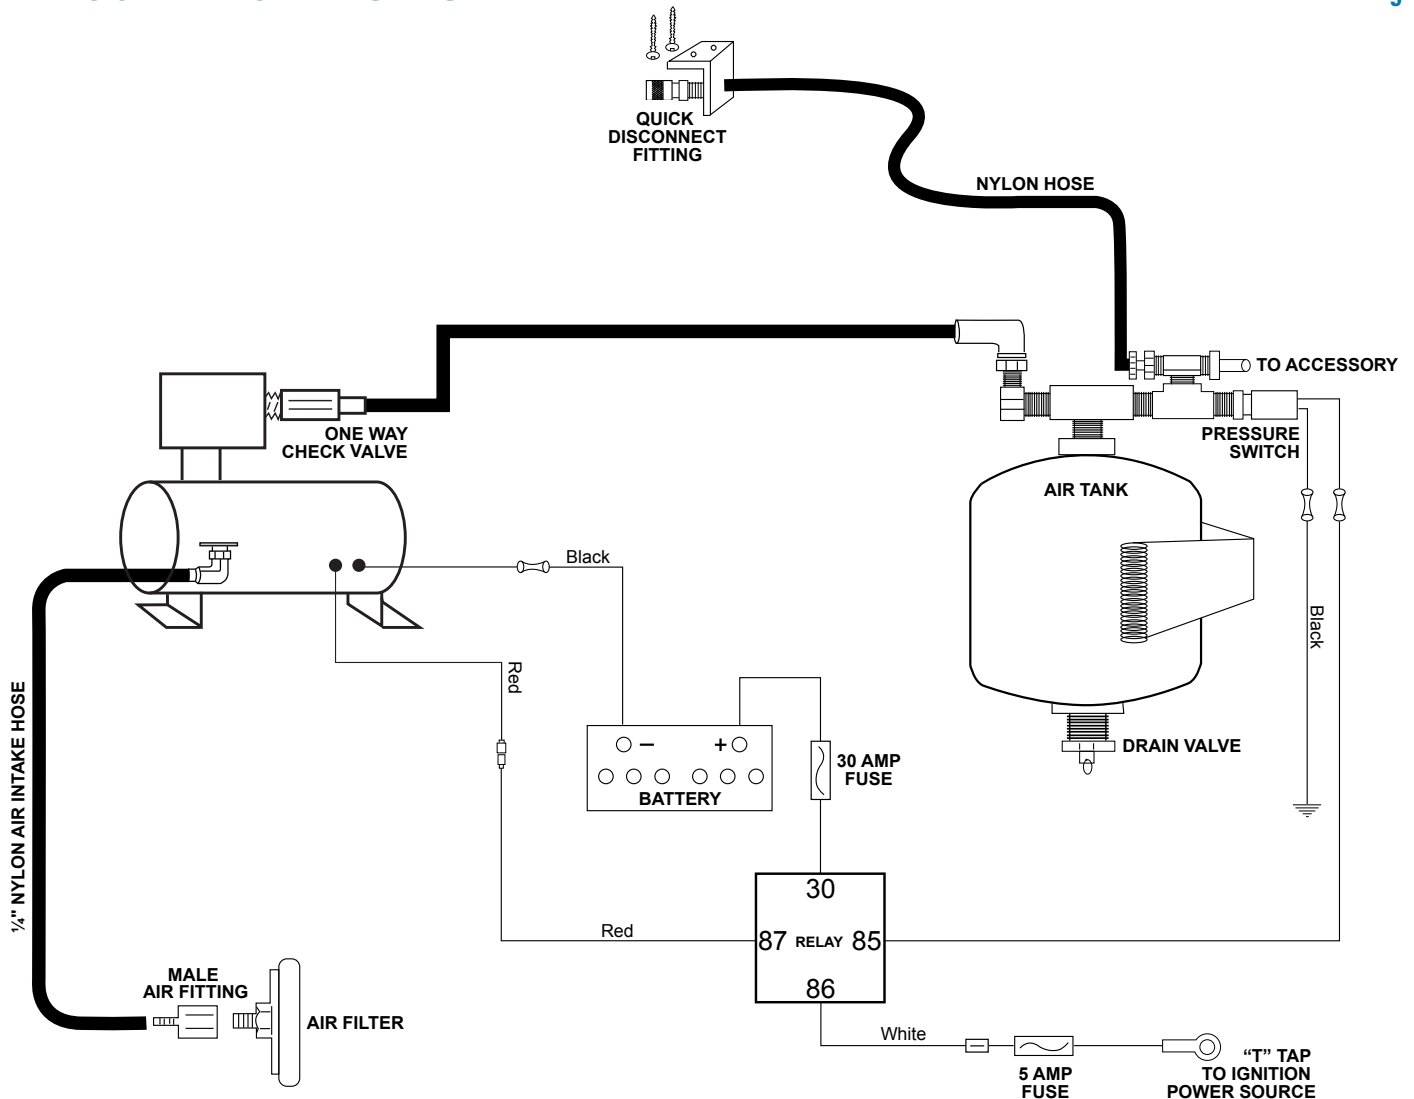 QUICK
DISCONNECT
FITTING
NYLON HOSE
TO ACCESSORY
ONE WAY
CHECK VALVE
PRESSURE
SWITCH
AIR TANK
Black
Black
Red
¼" NYLON AIR INTAKE HOSE
− +
BATTERY
30 AMP
FUSE
DRAIN VALVE
30
87 RELAY 85
86
Red
MALE
AIR FITTING
AIR FILTER
White
5 AMP
FUSE
“T” TAP
TO IGNITION
POWER SOURCE